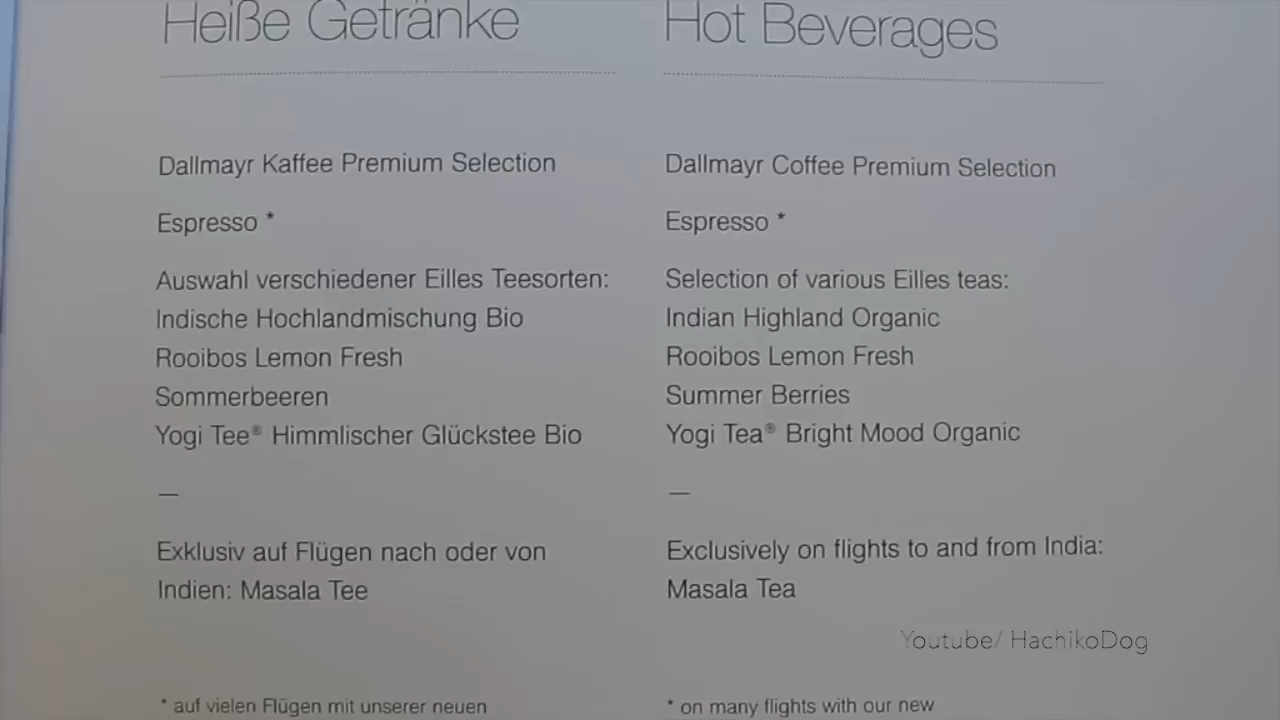 Heiße Getränke
Dallmayr Kaffee Premium Selection
Espresso *
Auswahl verschiedener Eilles Teesorten:
Indische Hochlandmischung Bio
Rooibos Lemon Fresh
Sommerbeeren
Yogi Tee® Himmlischer Glückstee Bio
—
Exklusiv auf Flügen nach oder von
Indien: Masala Tee
* auf vielen Flügen mit unserer neuen
Hot Beverages
Dallmayr Coffee Premium Selection
Espresso *
Selection of various Eilles teas:
Indian Highland Organic
Rooibos Lemon Fresh
Summer Berries
Yogi Tea® Bright Mood Organic
—
Exclusively on flights to and from India:
Masala Tea
* on many flights with our new
Youtube/ HachikoDog